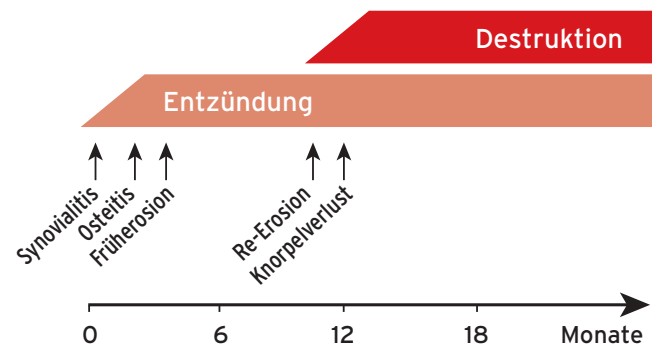 Destruktion
Entzündung
Synovialitis
Osteitis
Früherosion
Re-Erosion
Knorpelverlust
0 6 12 18 Monate